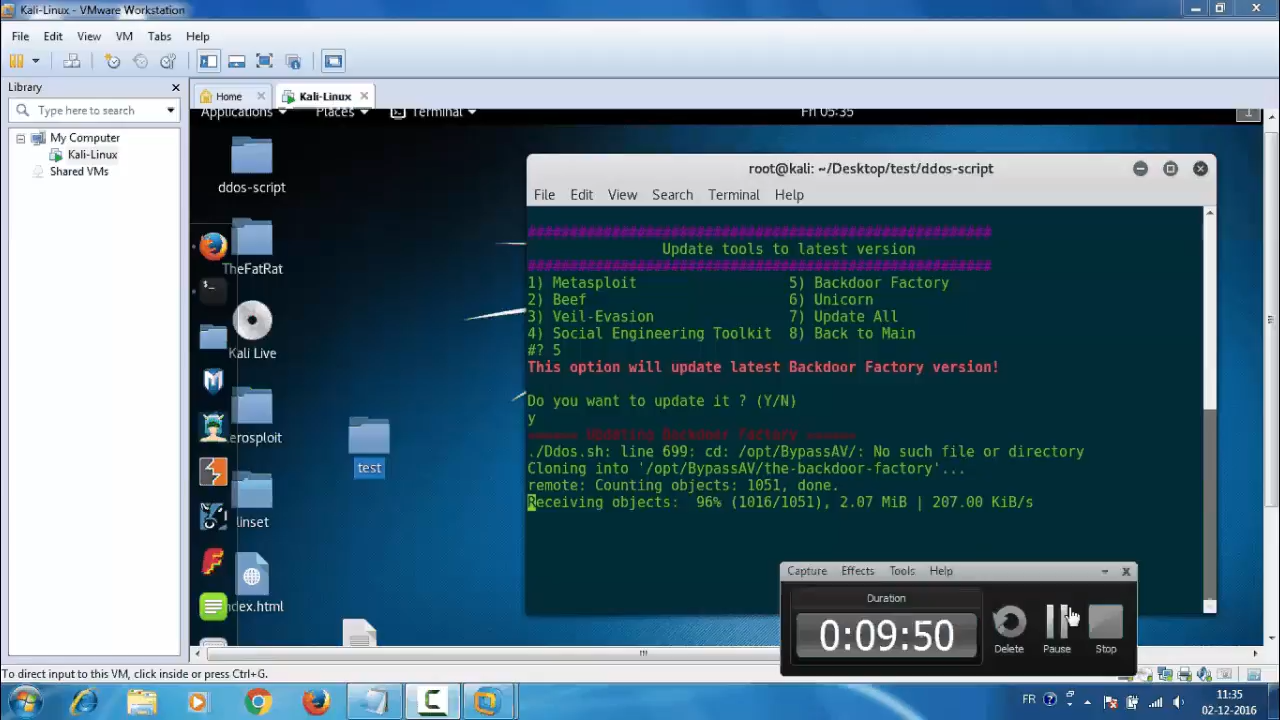 Kali-Linux - VMware Workstation
File Edit View VM Tabs Help
Library
Type here to search
My Computer
Kali-Linux
Shared VMs
Home
Kali-Linux
Applications Places Terminal Fri 05:35 1
ddos-script
TheFatRat
Kali Live
erosploit
linset
ndex.html
test
root@kali: ~/Desktop/test/ddos-script
File Edit View Search Terminal Help
########################################################
Update tools to latest version
########################################################
1) Metasploit 5) Backdoor Factory
2) Beef 6) Unicorn
3) Veil-Evasion 7) Update All
4) Social Engineering Toolkit 8) Back to Main
#? 5
This option will update latest Backdoor Factory version!
Do you want to update it ? (Y/N)
y
====== Updating Backdoor Factory ======
./Ddos.sh: line 699: cd: /opt/BypassAV/: No such file or directory
Cloning into '/opt/BypassAV/the-backdoor-factory'...
remote: Counting objects: 1051, done.
Receiving objects: 96% (1016/1051), 2.07 MiB | 207.00 KiB/s
Capture Effects Tools Help
Duration
0:09:50
Delete Pause Stop
To direct input to this VM, click inside or press Ctrl+G.
FR
11:35
02-12-2016